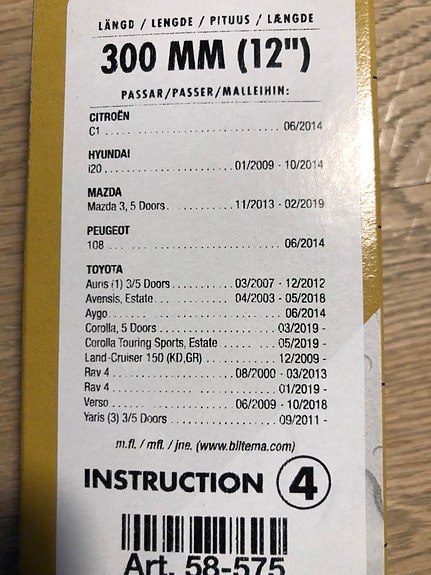 LÄNGD / LENGDE / PITUUS / LÆNGDE
300 MM (12")
PASSAR/PASSER/MALLEIHIN:
CITROËN
C1 06/2014
HYUNDAI
i20 01/2009 - 10/2014
MAZDA
Mazda 3, 5 Doors 11/2013 - 02/2019
PEUGEOT
108 06/2014
TOYOTA
Auris (1) 3/5 Doors 03/2007 - 12/2012
Avensis, Estate 04/2003 - 05/2018
Aygo 06/2014
Corolla, 5 Doors 03/2019 -
Corolla Touring Sports, Estate 05/2019 -
Land-Cruiser 150 (KD,GR) 12/2009 -
Rav 4 08/2000 - 03/2013
Rav 4 01/2019 -
Verso 06/2009 - 10/2018
Yaris (3) 3/5 Doors 09/2011 -
m.fl. / mfl. / jne. (www.biltema.com)
INSTRUCTION 4
Art. 58-575